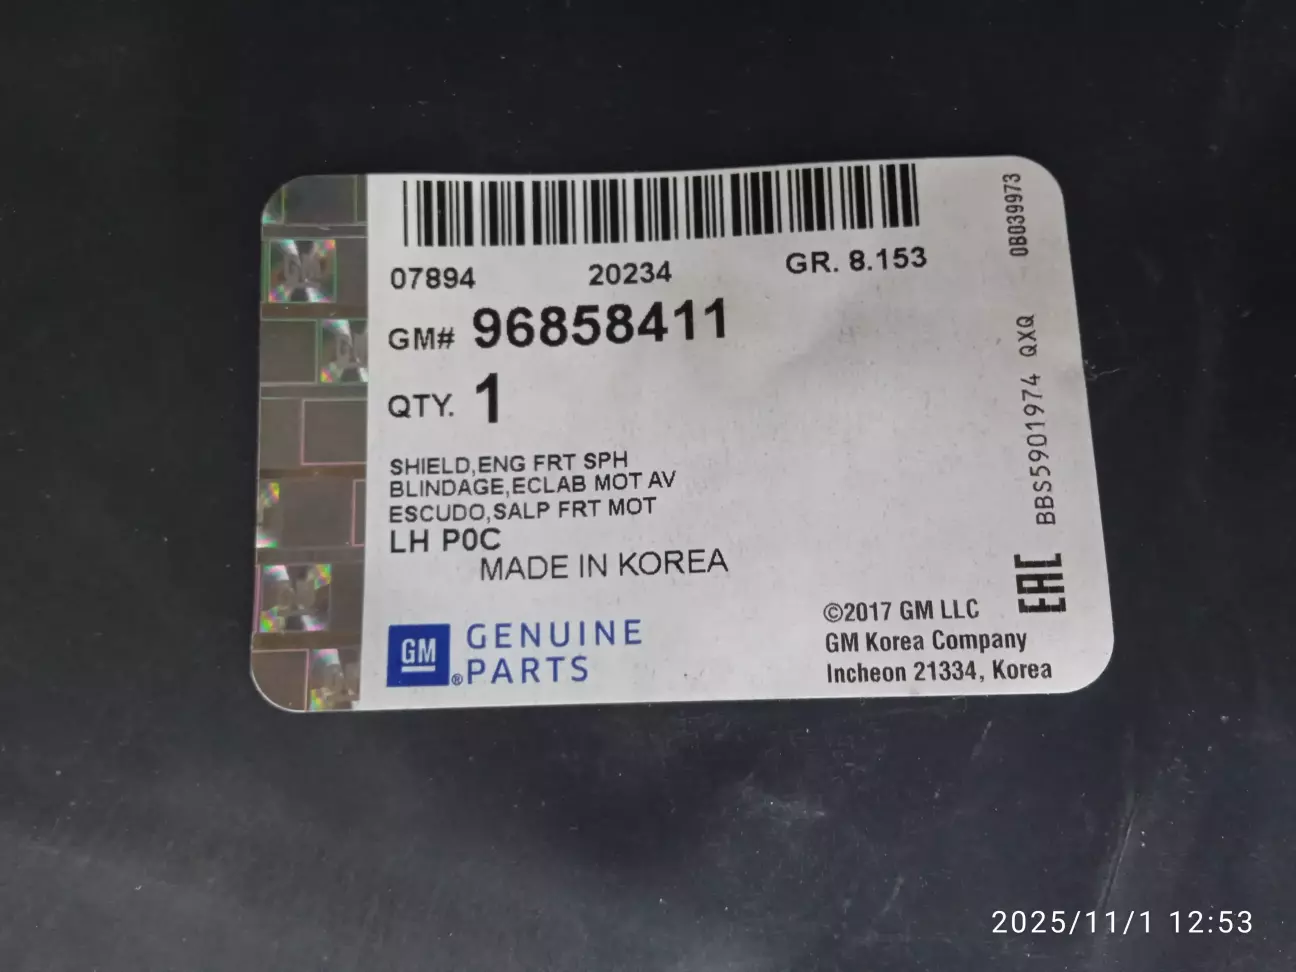 07894 20234 GR. 8.153
GM# 96858411
QTY. 1
SHIELD,ENG FRT SPH
BLINDAGE,ECLAB MOT AV
ESCUDO,SALP FRT MOT
LH P0C
MADE IN KOREA
GM
® GENUINE
PARTS
©2017 GM LLC
GM Korea Company
Incheon 21334, Korea
EAC
BBS5901974 QXQ
0B039973
2025/11/1 12:53